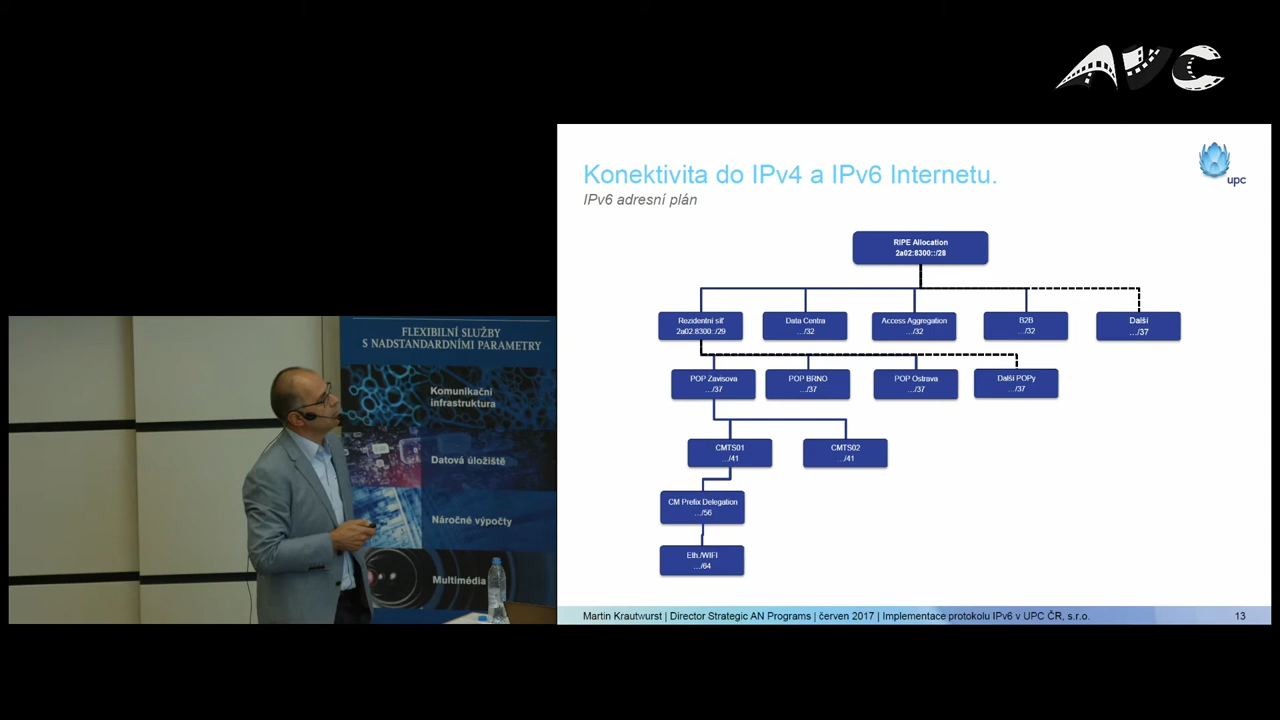 AVC
Konektivita do IPv4 a IPv6 Internetu.
IPv6 adresní plán
upc
RIPE Allocation
2a02:8300::/28
Rezidentní síť
2a02:8300::/29
Data Centra
.../32
Access Aggregation
.../32
B2B
.../32
Další
.../37
POP Zavisova
.../37
POP BRNO
.../37
POP Ostrava
.../37
Další POPy
.../37
CMTS01
.../41
CMTS02
.../41
CM Prefix Delegation
.../56
Eth./WIFI
.../64
Martin Krautwurst | Director Strategic AN Programs | červen 2017 | Implementace protokolu IPv6 v UPC ČR, s.r.o.
13
FLEXIBILNÍ SLUŽBY
S NADSTANDARDNÍMI PARAMETRY
Komunikační
infrastruktura
Datová úložiště
Náročné výpočty
Multimédia